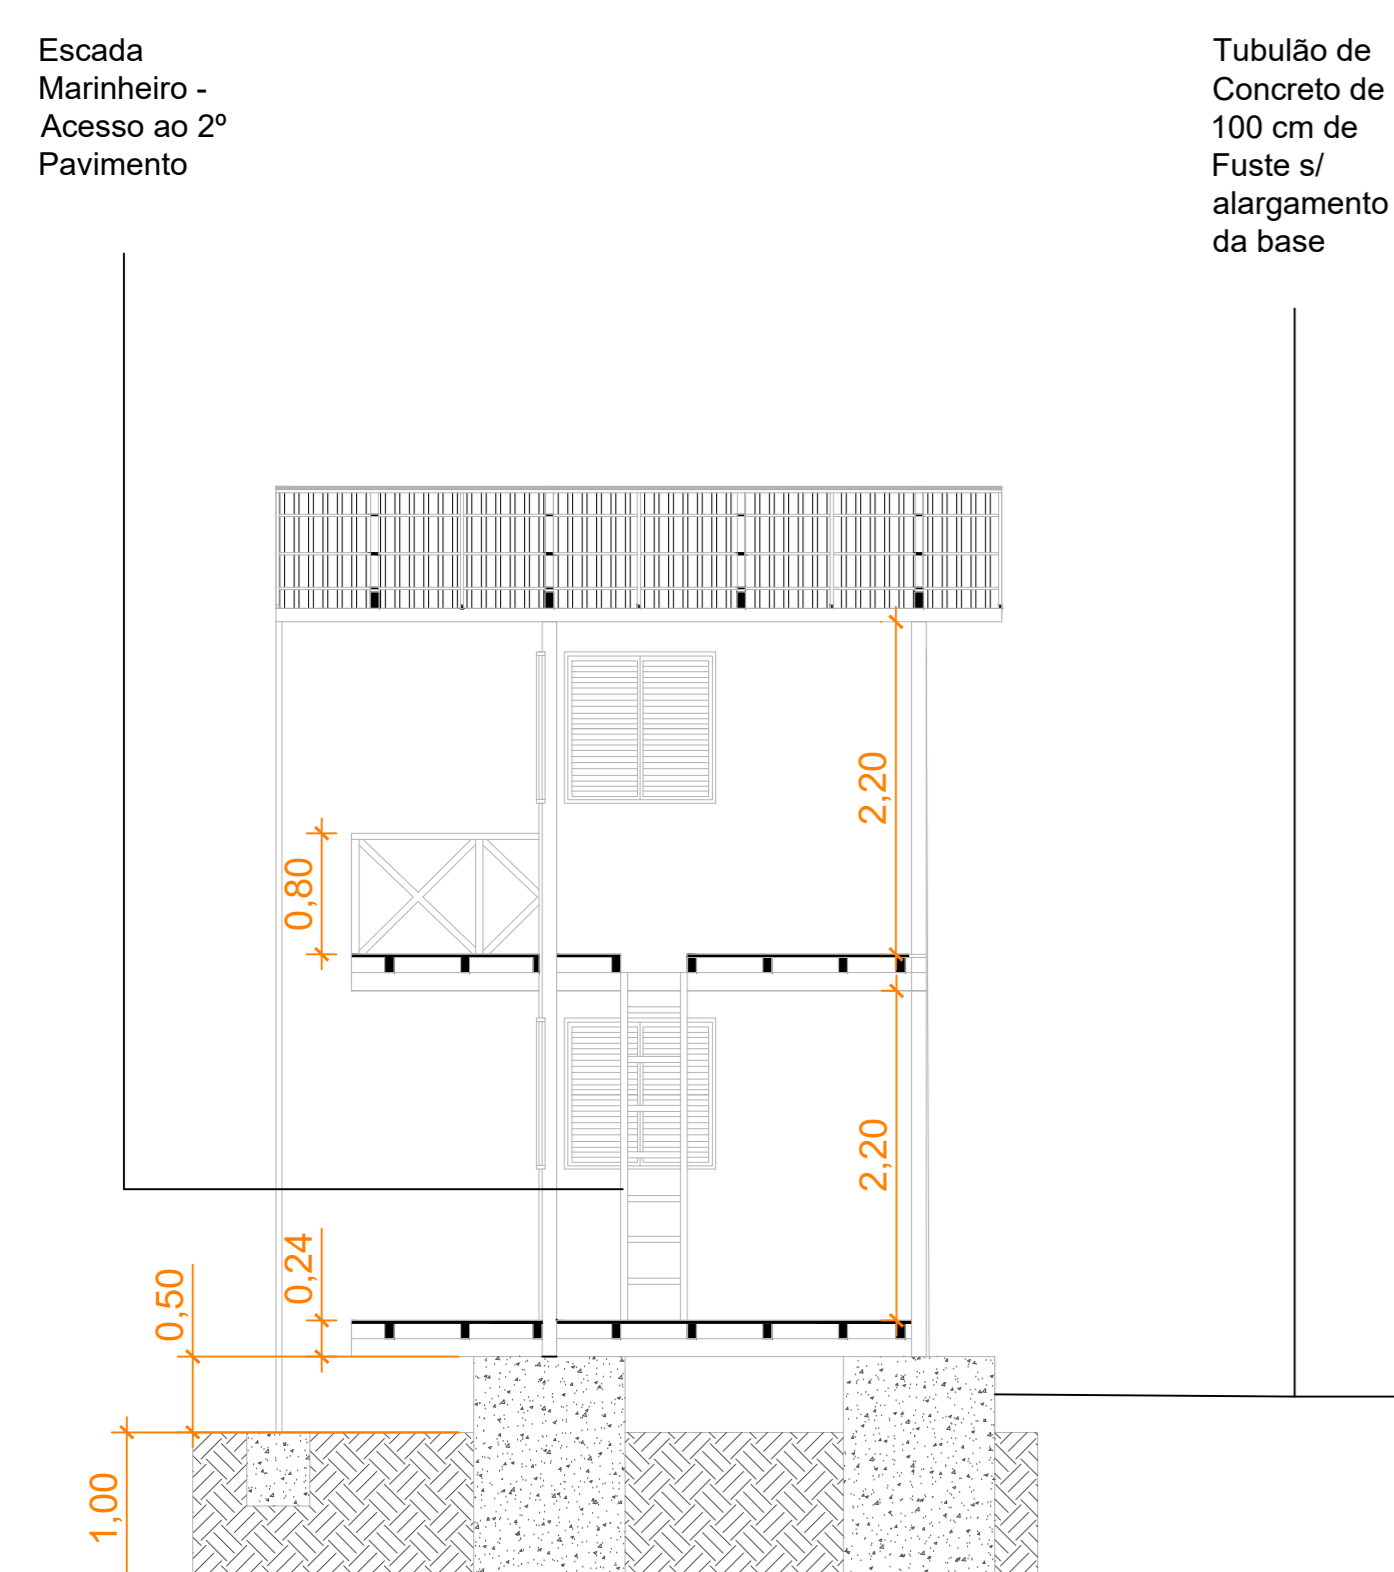 Escada
Marinheiro -
Acesso ao 2º
Pavimento
Tubulão de
Concreto de
100 cm de
Fuste s/
alargamento
da base
2,20
0,80
2,20
0,24
0,50
1,00